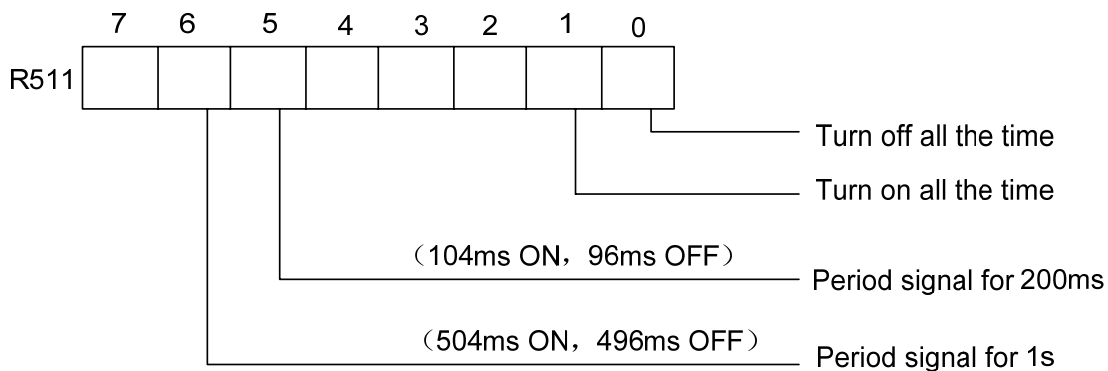 7 6 5 4 3 2 1 0
R511
Turn off all the time
Turn on all the time
（104ms ON，96ms OFF）
Period signal for 200ms
（504ms ON，496ms OFF）
Period signal for 1s